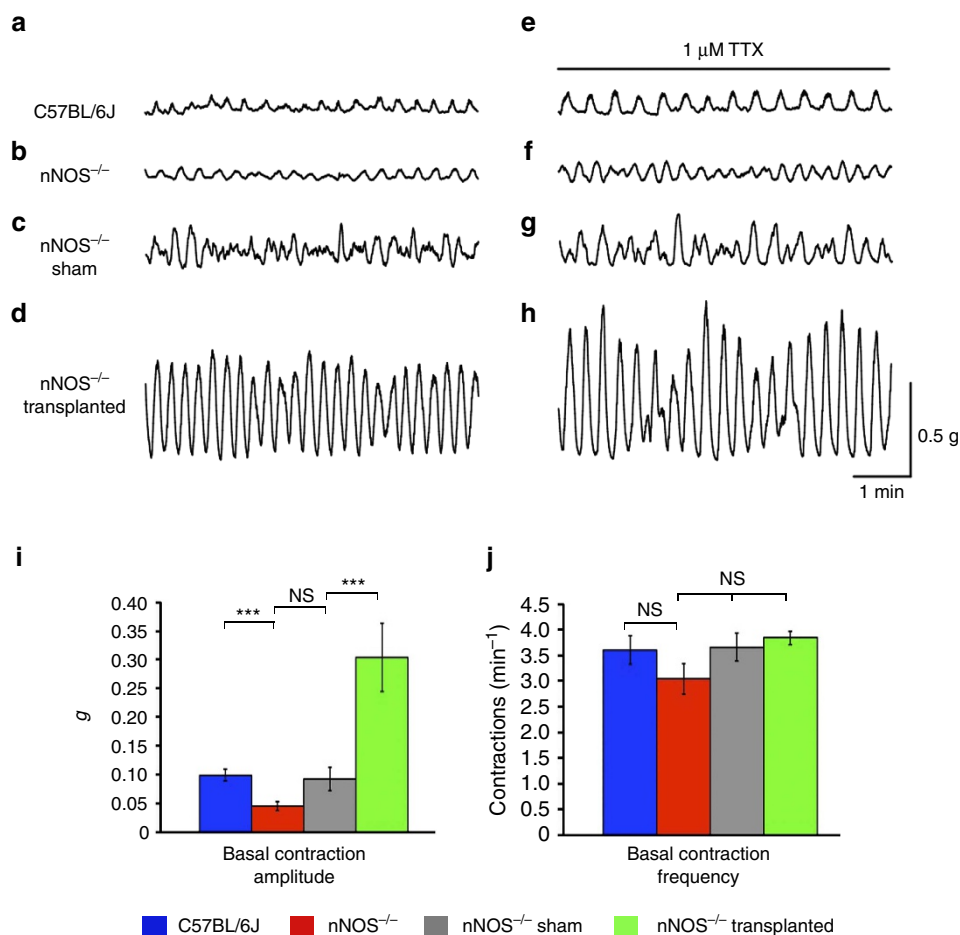 a
e
1 μM TTX
C57BL/6J
b
f
nNOS⁻/⁻
c
g
nNOS⁻/⁻
sham
d
h
nNOS⁻/⁻
transplanted
0.5 g
1 min
i
j
***
NS
***
NS
NS
0.40
0.35
0.30
0.25
0.20
0.15
0.10
0.05
0
g
Basal contraction
amplitude
4.5
4.0
3.5
3.0
2.5
2.0
1.5
1.0
0.5
0
Contractions (min⁻¹)
Basal contraction
frequency
C57BL/6J
nNOS⁻/⁻
nNOS⁻/⁻ sham
nNOS⁻/⁻ transplanted